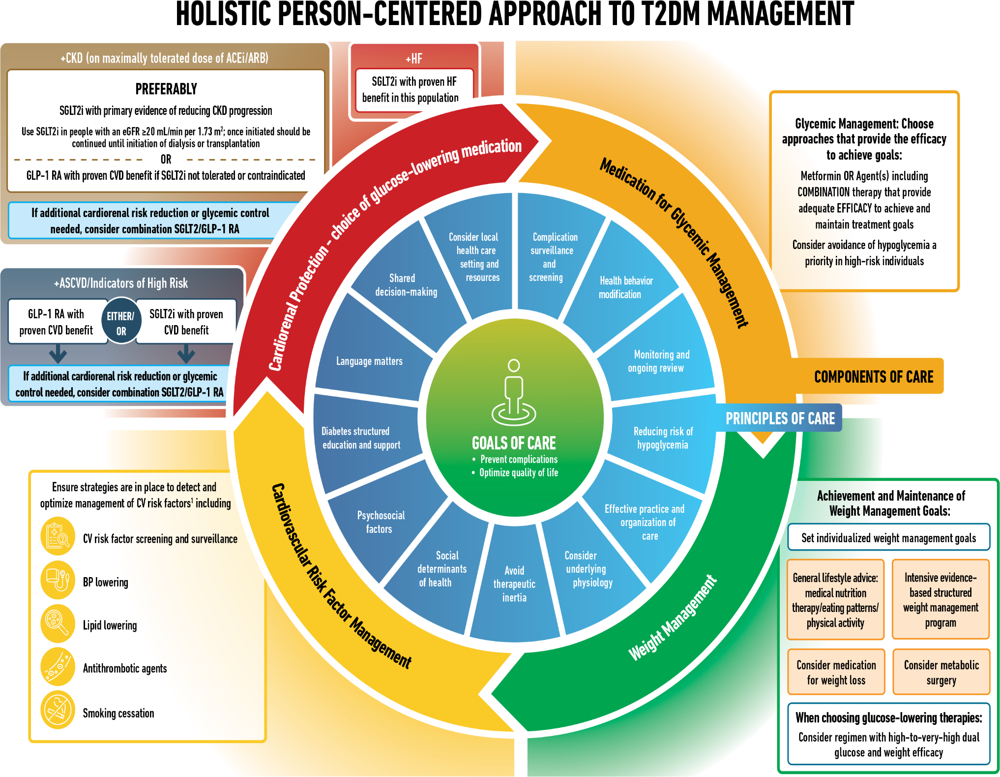 HOLISTIC PERSON-CENTERED APPROACH TO T2DM MANAGEMENT
+CKD (on maximally tolerated dose of ACEi/ARB)
PREFERABLY
SGLT2i with primary evidence of reducing CKD progression
Use SGLT2i in people with an eGFR ≥20 mL/min per 1.73 m²; once initiated should be
continued until initiation of dialysis or transplantation
OR
GLP-1 RA with proven CVD benefit if SGLT2i not tolerated or contraindicated
If additional cardiorenal risk reduction or glycemic control
needed, consider combination SGLT2/GLP-1 RA
+HF
SGLT2i with proven HF
benefit in this population
+ASCVD/Indicators of High Risk
GLP-1 RA with
proven CVD benefit
EITHER/
OR
SGLT2i with proven
CVD benefit
If additional cardiorenal risk reduction or glycemic
control needed, consider combination SGLT2/GLP-1 RA
Cardiorenal Protection - choice of glucose-lowering medication
Medication for Glycemic Management
Glycemic Management: Choose
approaches that provide the efficacy
to achieve goals:
Metformin OR Agent(s) including
COMBINATION therapy that provide
adequate EFFICACY to achieve and
maintain treatment goals
Consider avoidance of hypoglycemia a
priority in high-risk individuals
COMPONENTS OF CARE
PRINCIPLES OF CARE
Consider local
health care
setting and
resources
Complication
surveillance
and
screening
Health behavior
modification
Monitoring and
ongoing review
Reducing risk of
hypoglycemia
Effective practice and
organization of
care
Consider
underlying
physiology
Avoid
therapeutic
inertia
Social
determinants
of health
Psychosocial
factors
Diabetes structured
education and support
Language matters
Shared
decision-making
GOALS OF CARE
• Prevent complications
• Optimize quality of life
Weight Management
Achievement and Maintenance of
Weight Management Goals:
Set individualized weight management goals
General lifestyle advice:
medical nutrition
therapy/eating patterns/
physical activity
Intensive evidence-
based structured
weight management
program
Consider medication
for weight loss
Consider metabolic
surgery
When choosing glucose-lowering therapies:
Consider regimen with high-to-very-high dual
glucose and weight efficacy
Cardiovascular Risk Factor Management
Ensure strategies are in place to detect and
optimize management of CV risk factors¹ including
CV risk factor screening and surveillance
BP lowering
Lipid lowering
Antithrombotic agents
Smoking cessation